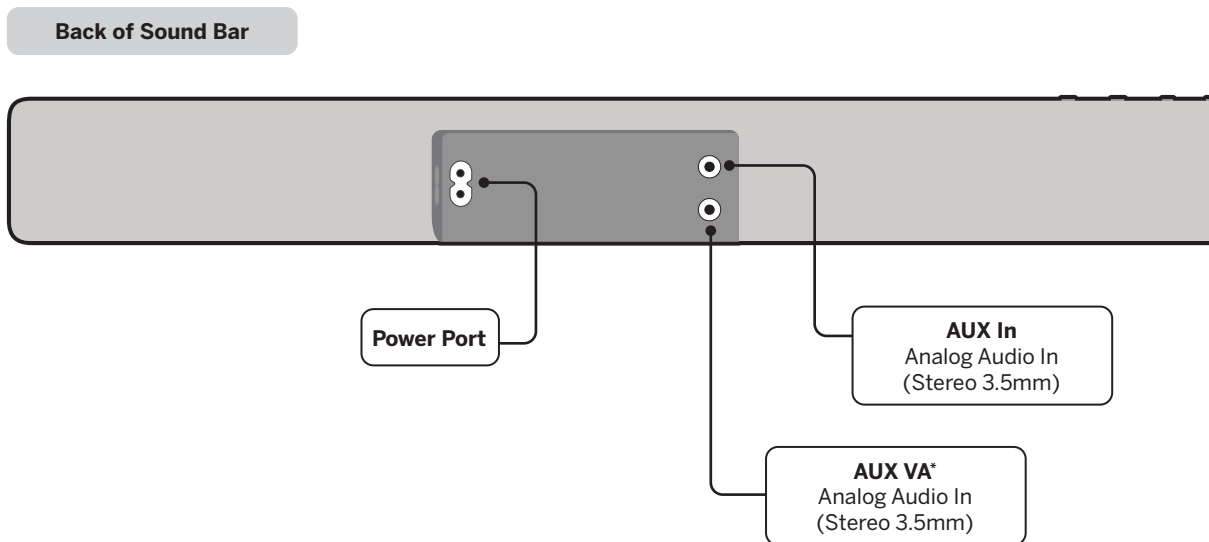 Back of Sound Bar
Power Port
AUX In
Analog Audio In
(Stereo 3.5mm)
AUX VA*
Analog Audio In
(Stereo 3.5mm)